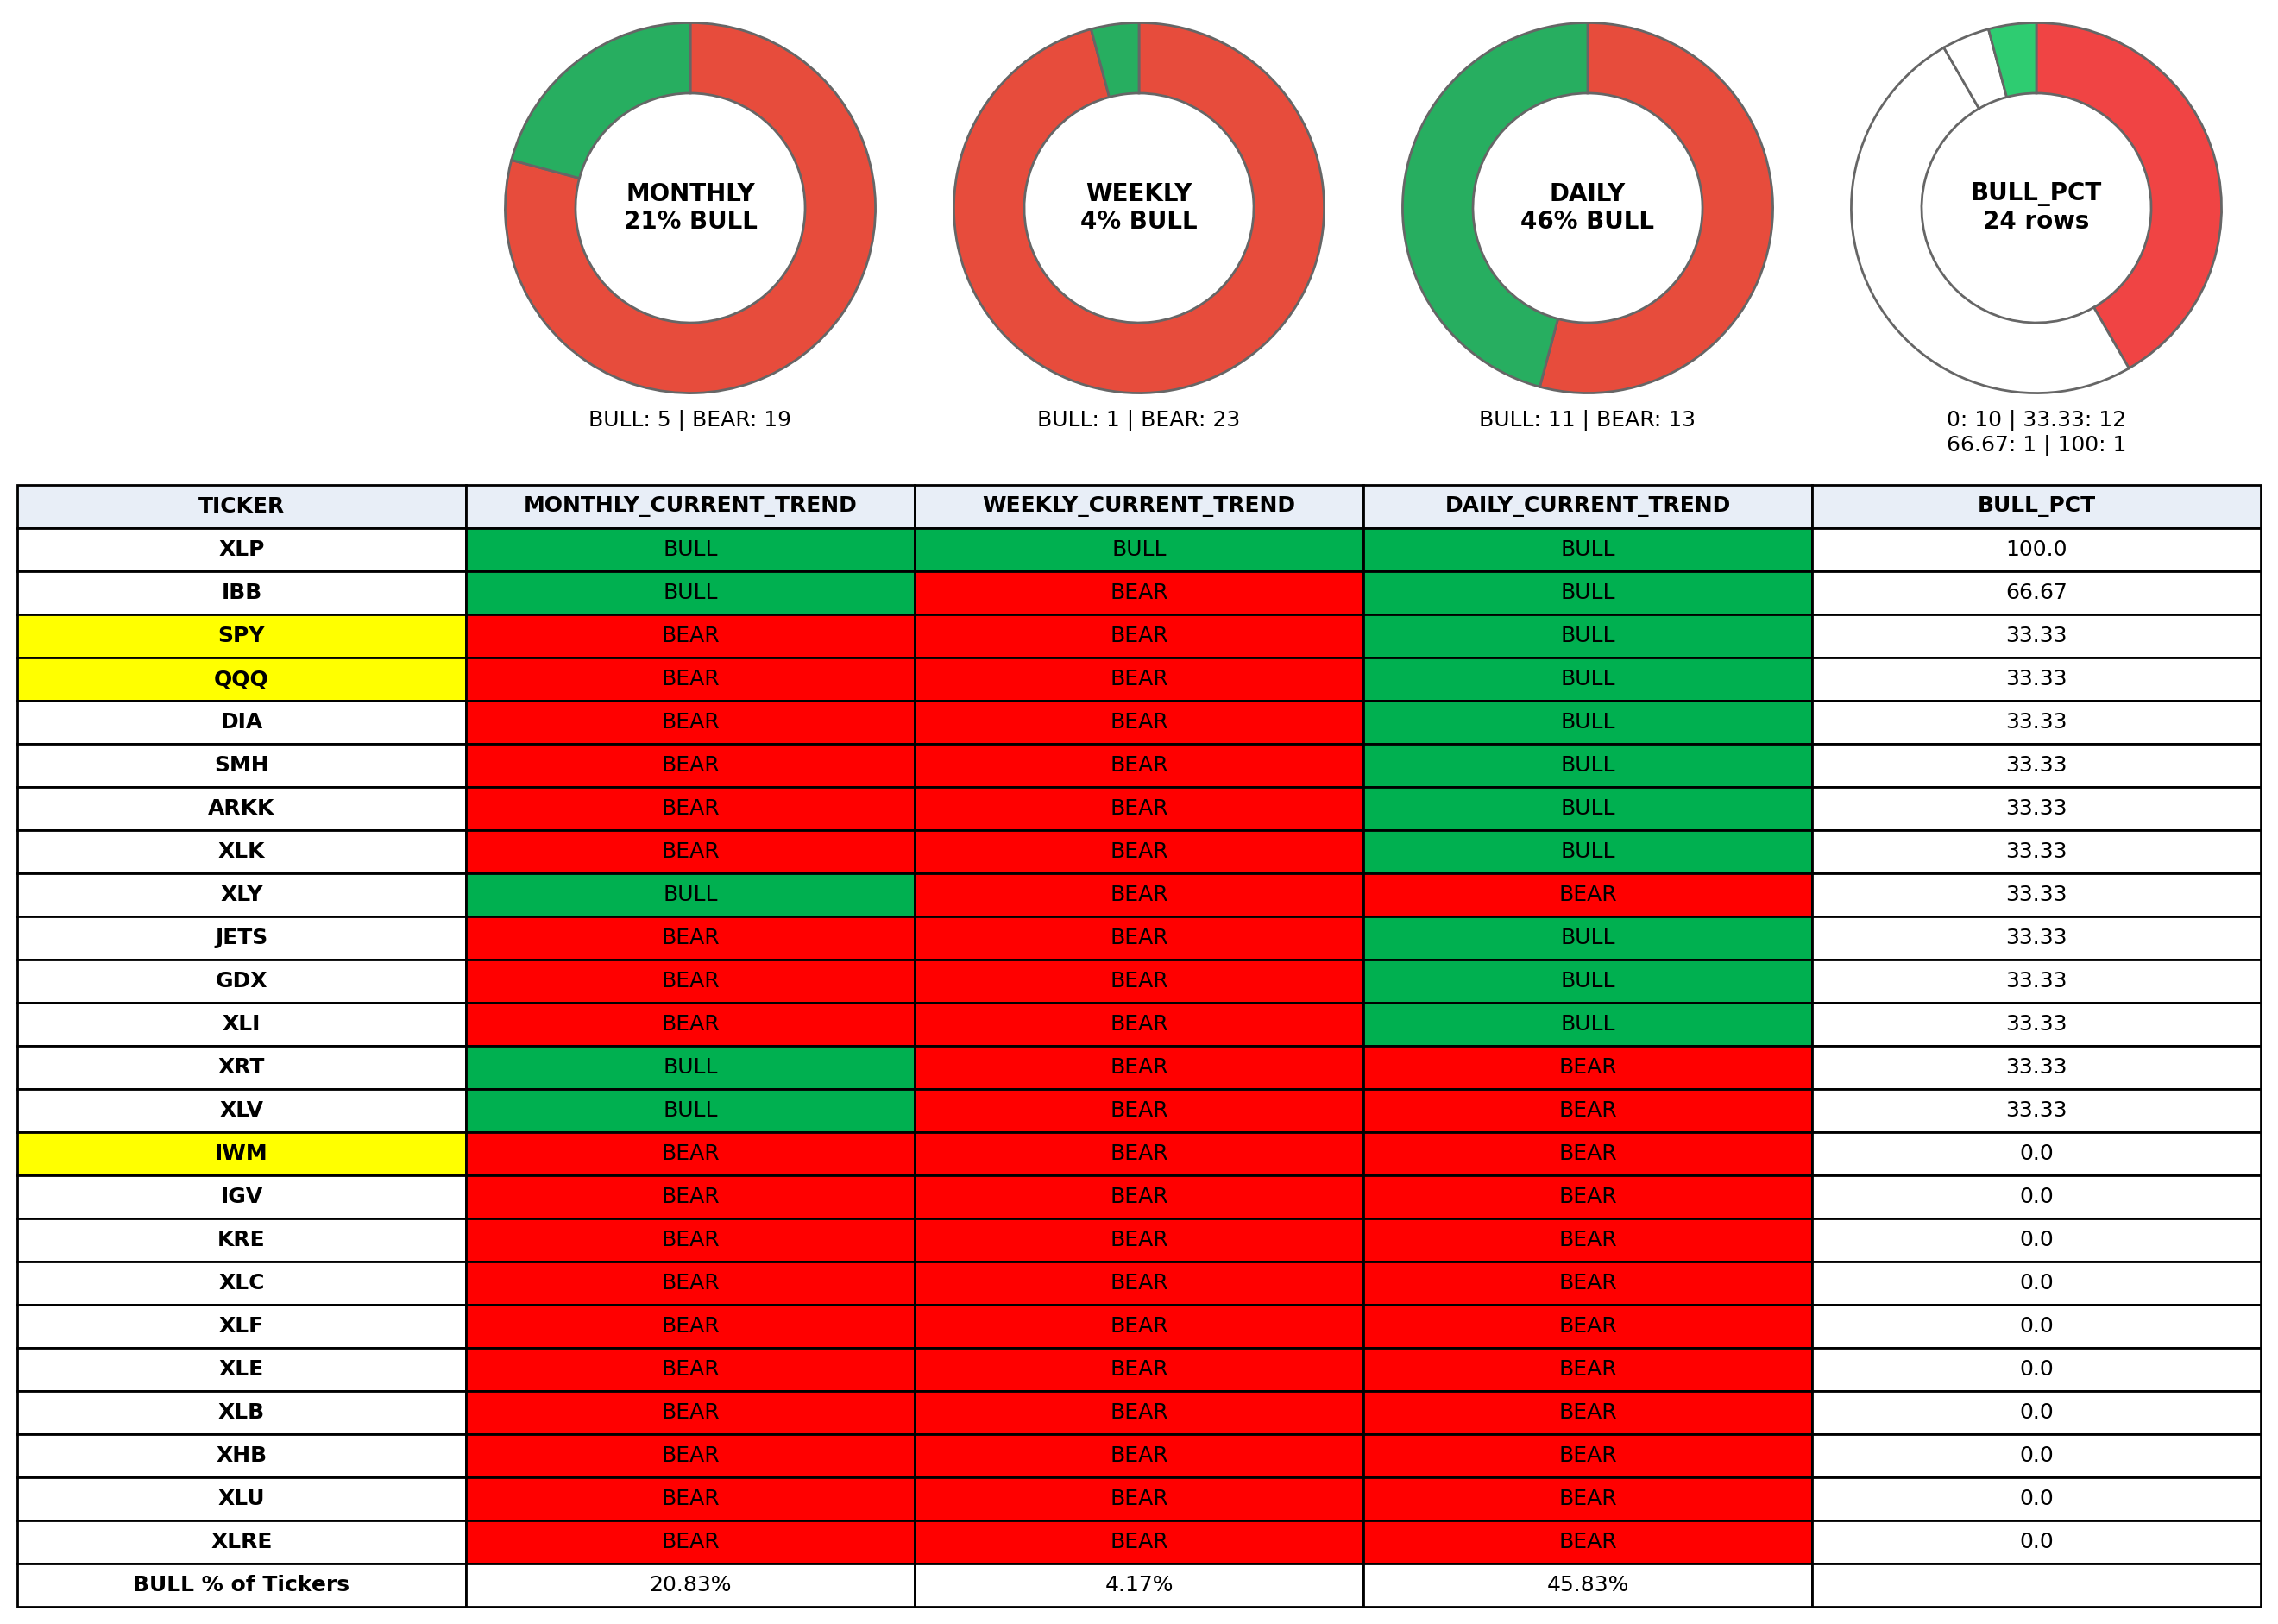 MONTHLY
21% BULL
WEEKLY
4% BULL
DAILY
46% BULL
BULL_PCT
24 rows
BULL: 5 | BEAR: 19
BULL: 1 | BEAR: 23
BULL: 11 | BEAR: 13
0: 10 | 33.33: 12
66.67: 1 | 100: 1
TICKER MONTHLY_CURRENT_TREND WEEKLY_CURRENT_TREND DAILY_CURRENT_TREND BULL_PCT
XLP BULL BULL BULL 100.0
IBB BULL BEAR BULL 66.67
SPY BEAR BEAR BULL 33.33
QQQ BEAR BEAR BULL 33.33
DIA BEAR BEAR BULL 33.33
SMH BEAR BEAR BULL 33.33
ARKK BEAR BEAR BULL 33.33
XLK BEAR BEAR BULL 33.33
XLY BULL BEAR BEAR 33.33
JETS BEAR BEAR BULL 33.33
GDX BEAR BEAR BULL 33.33
XLI BEAR BEAR BULL 33.33
XRT BULL BEAR BEAR 33.33
XLV BULL BEAR BEAR 33.33
IWM BEAR BEAR BEAR 0.0
IGV BEAR BEAR BEAR 0.0
KRE BEAR BEAR BEAR 0.0
XLC BEAR BEAR BEAR 0.0
XLF BEAR BEAR BEAR 0.0
XLE BEAR BEAR BEAR 0.0
XLB BEAR BEAR BEAR 0.0
XHB BEAR BEAR BEAR 0.0
XLU BEAR BEAR BEAR 0.0
XLRE BEAR BEAR BEAR 0.0
BULL % of Tickers 20.83% 4.17% 45.83%